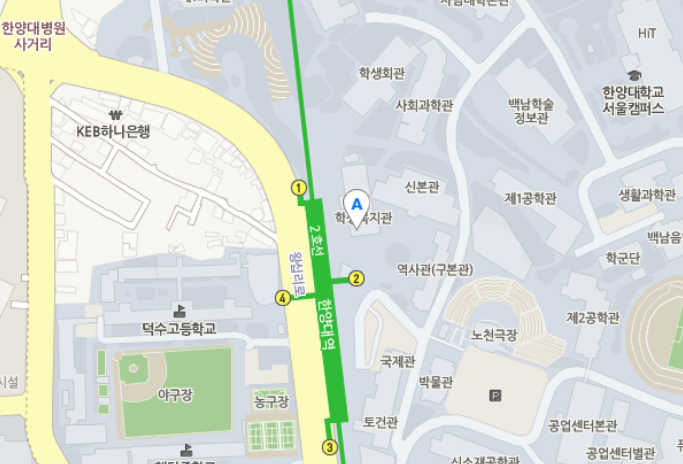 한양대병원
사거리
KEB하나은행
학생회관
사회과학관
백남학술
정보관
HIT
한양대학교
서울캠퍼스
1
A
신본관
제1공학관
생활과학관
학군단
2호선
왕십리로
2
4
한양대역
역사관(구본관)
노천극장
제2공학관
덕수고등학교
야구장
농구장
국제관
박물관
P
토건관
공업센터본관
공업센터별관
신소재공학관
3